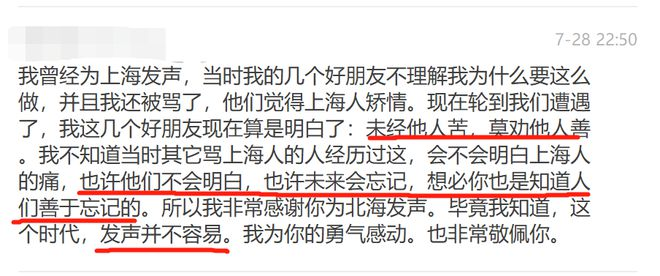 7-28 22:50
我曾经为上海发声，当时我的几个好朋友不理解我为什么要这么
做，并且我还被骂了，他们觉得上海人矫情。现在轮到我们遭遇
了，我这几个好朋友现在算是明白了：未经他人苦，莫劝他人善
。我不知道当时其它骂上海人的人经历过这，会不会明白上海人
的痛，也许他们不会明白，也许未来会忘记，想必你也是知道人
们善于忘记的。所以我非常感谢你为北海发声。毕竟我知道，这
个时代，发声并不容易。我为你的勇气感动。也非常敬佩你。